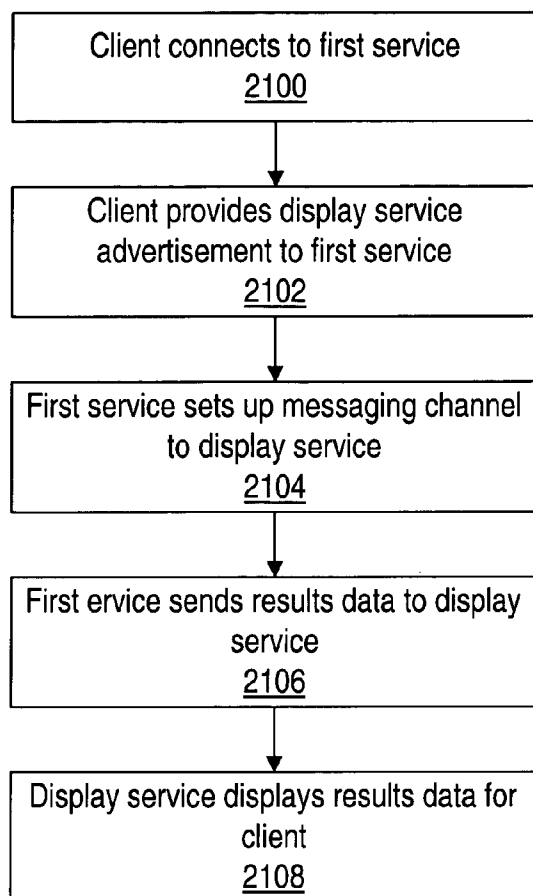 Client connects to first service
2100
Client provides display service
advertisement to first service
2102
First service sets up messaging channel
to display service
2104
First ervice sends results data to display
service
2106
Display service displays results data for
client
2108